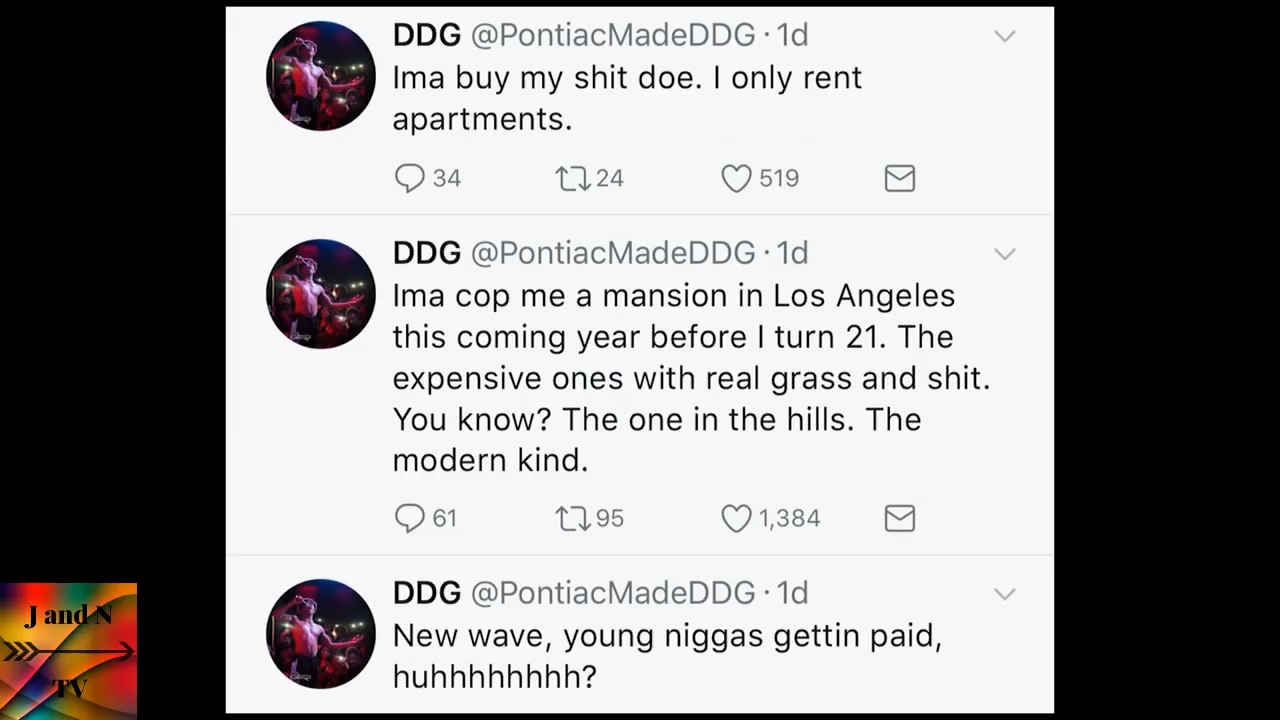 DDG @PontiacMadeDDG · 1d
Ima buy my shit doe. I only rent
apartments.
34 24 519
DDG @PontiacMadeDDG · 1d
Ima cop me a mansion in Los Angeles
this coming year before I turn 21. The
expensive ones with real grass and shit.
You know? The one in the hills. The
modern kind.
61 95 1,384
DDG @PontiacMadeDDG · 1d
New wave, young niggas gettin paid,
huhhhhhhhh?
J and N
TV